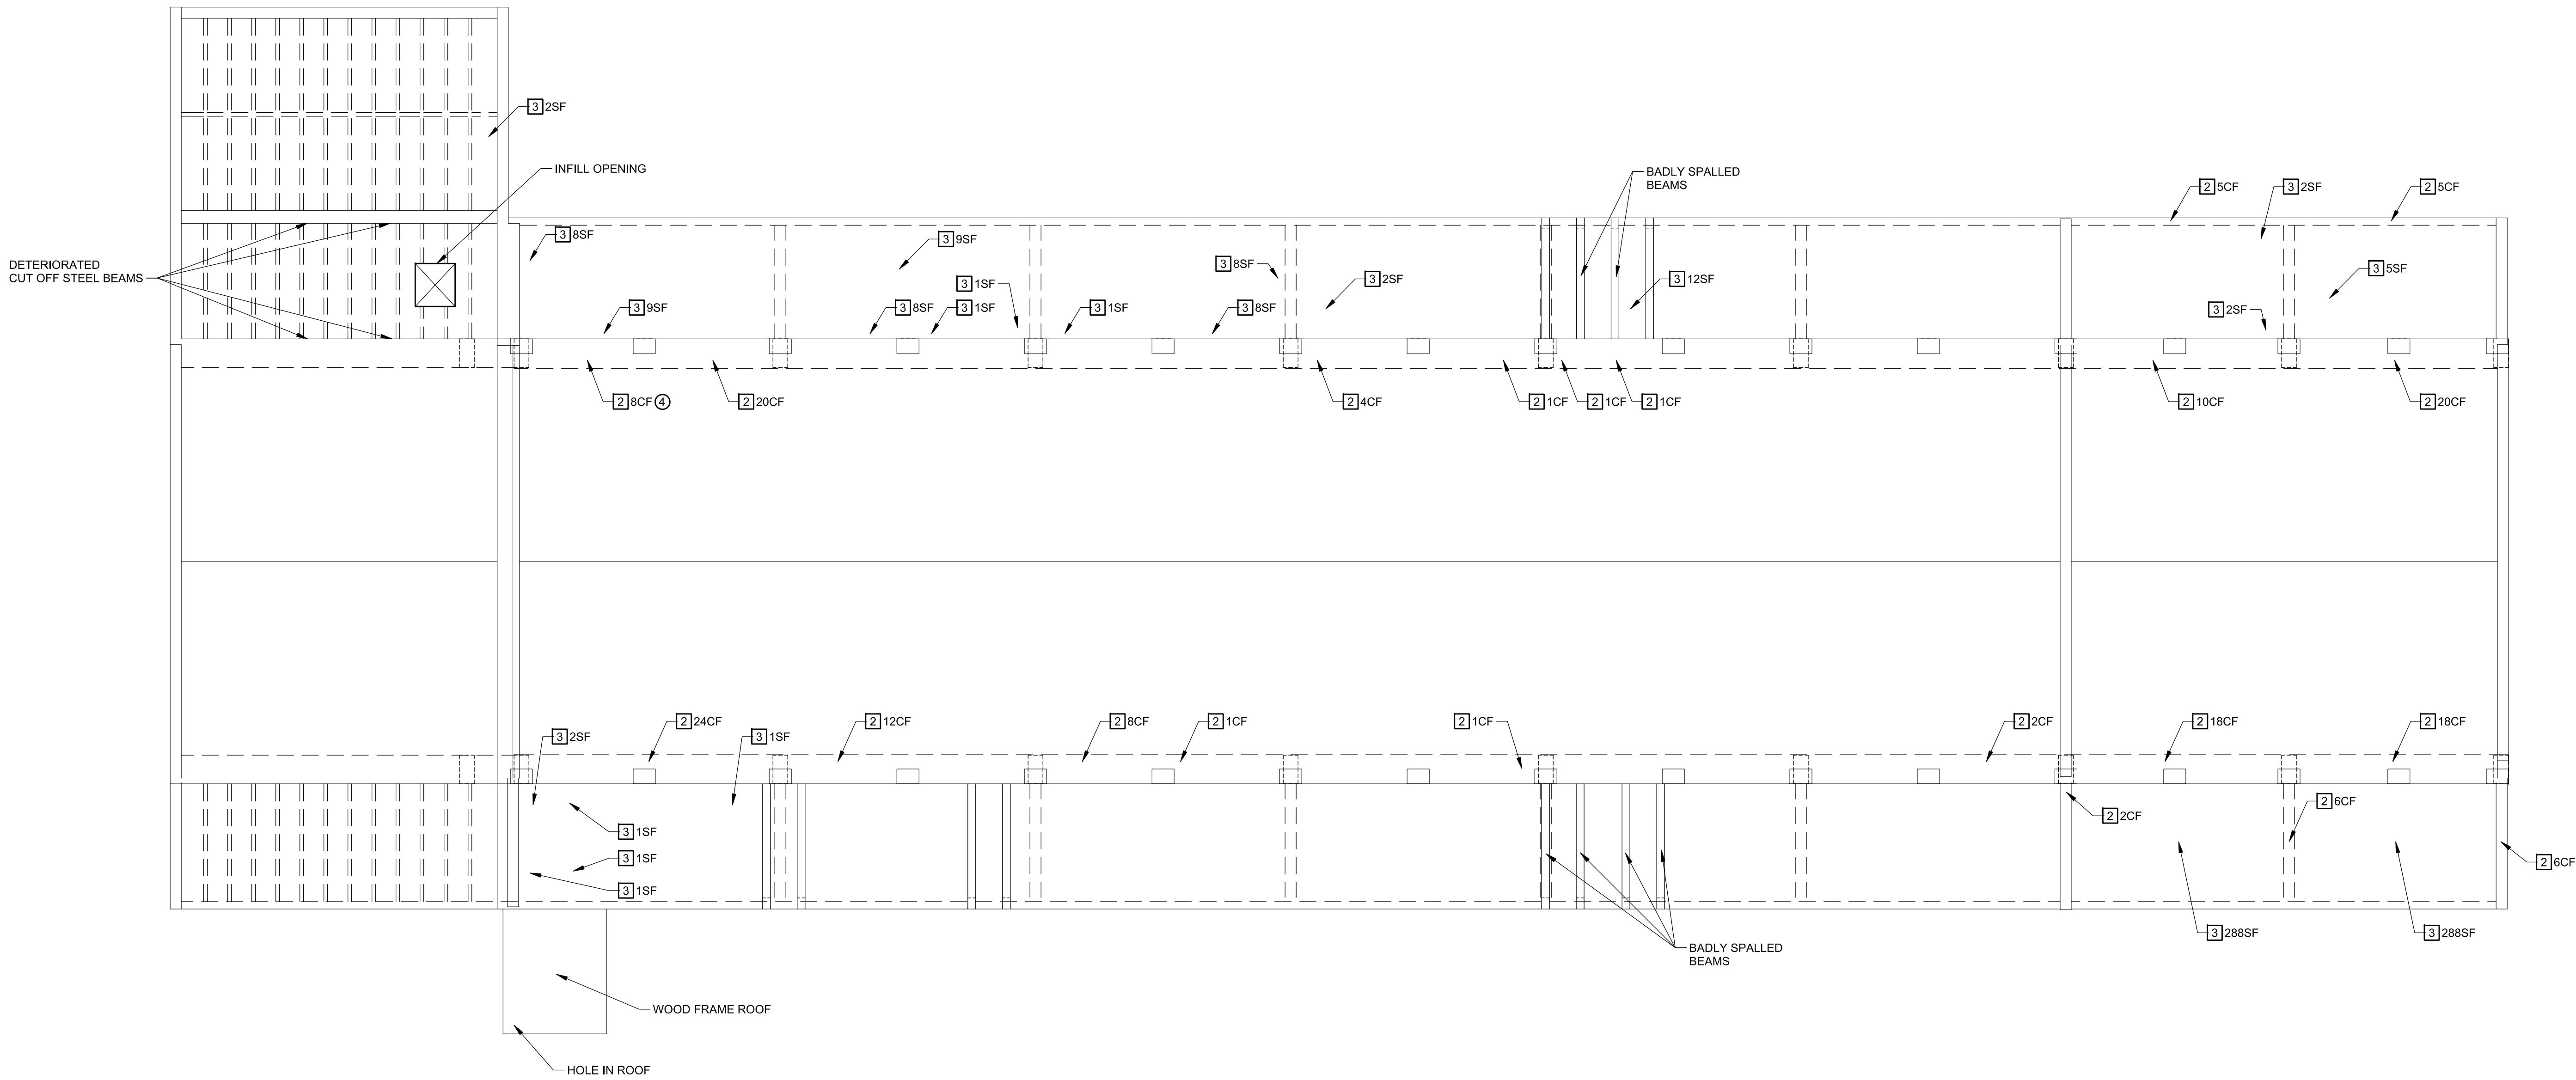 3 2SF
INFILL OPENING
BADLY SPALLED
BEAMS
2 5CF
3 2SF
2 5CF
3 8SF
3 9SF
DETERIORATED
CUT OFF STEEL BEAMS
3 8SF
3 1SF
3 2SF
3 12SF
3 5SF
3 9SF
3 8SF
3 1SF
3 1SF
3 8SF
3 2SF
2 8CF 4
2 20CF
2 4CF
2 1CF
2 1CF
2 1CF
2 10CF
2 20CF
3 2SF
2 24CF
3 1SF
2 12CF
2 8CF
2 1CF
2 1CF
2 2CF
2 18CF
2 18CF
3 1SF
3 1SF
3 1SF
2 2CF
2 6CF
2 6CF
3 288SF
3 288SF
BADLY SPALLED
BEAMS
WOOD FRAME ROOF
HOLE IN ROOF